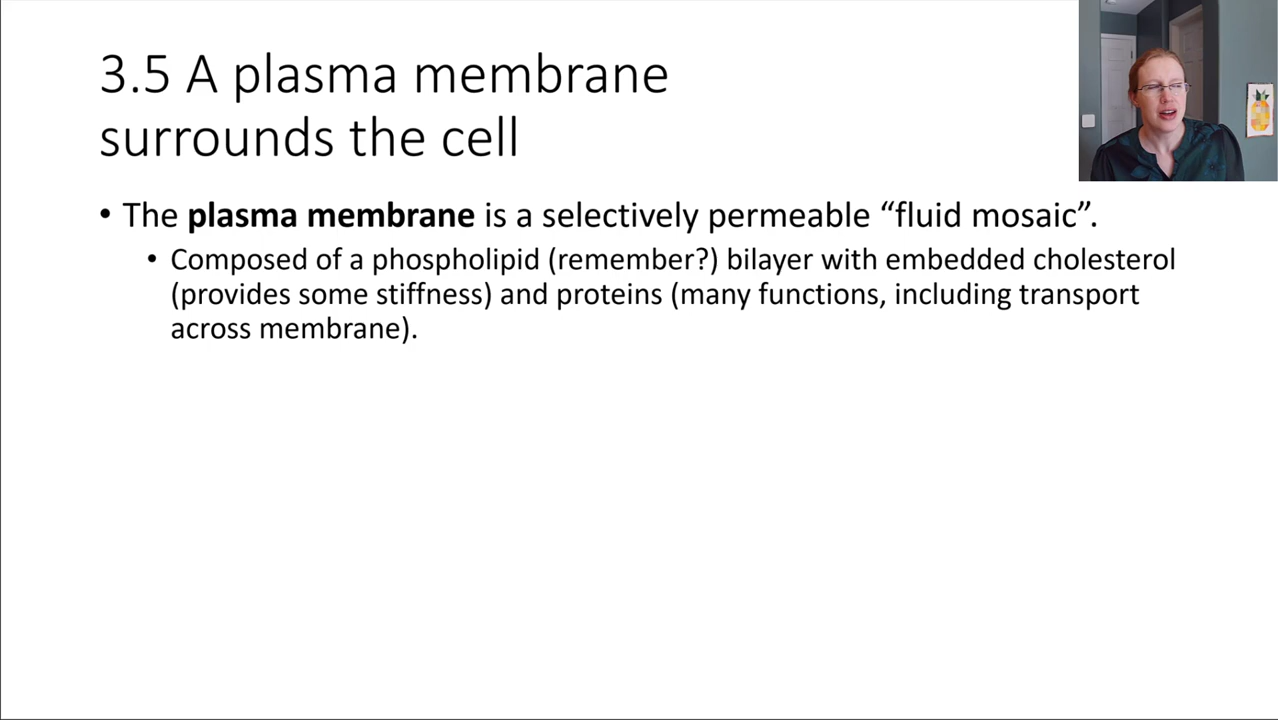 3.5 A plasma membrane
surrounds the cell
• The plasma membrane is a selectively permeable “fluid mosaic”.
• Composed of a phospholipid (remember?) bilayer with embedded cholesterol
(provides some stiffness) and proteins (many functions, including transport
across membrane).